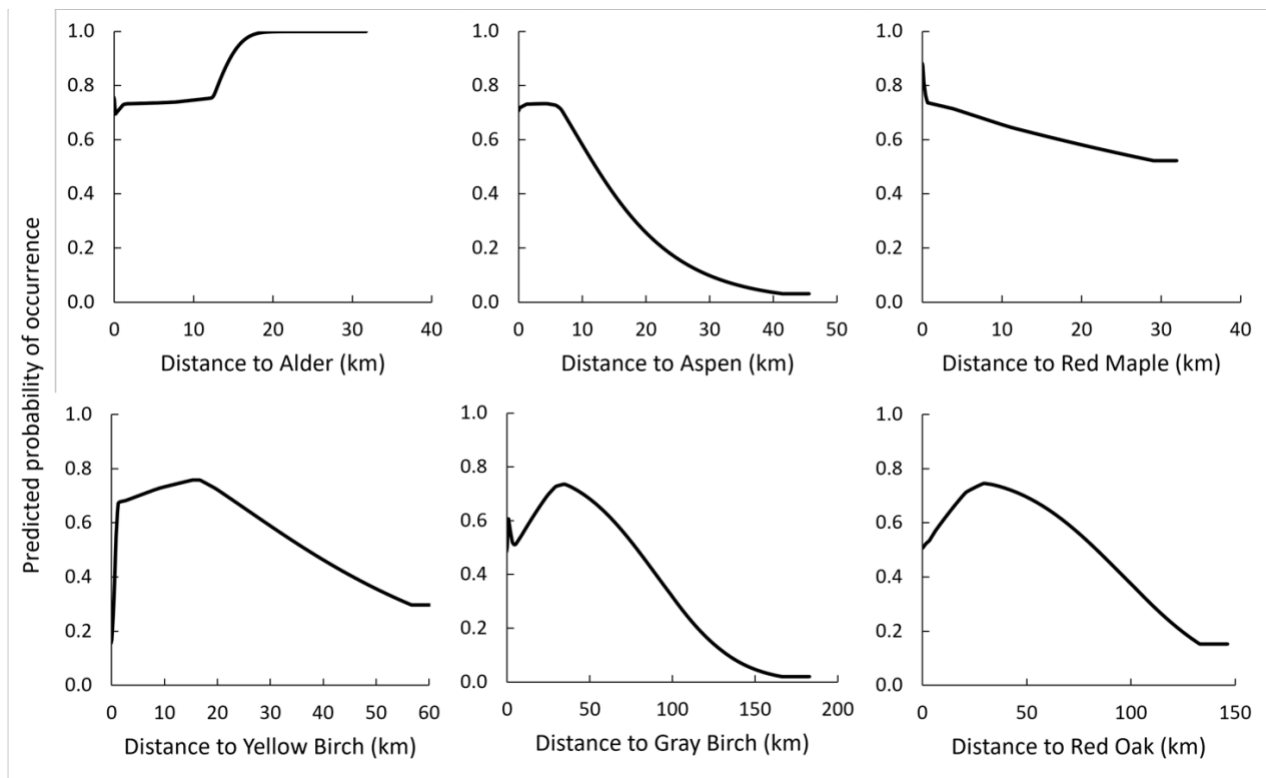 Predicted probability of occurrence
1.0
0.8
0.6
0.4
0.2
0.0
0 10 20 30 40
Distance to Alder (km)
1.0
0.8
0.6
0.4
0.2
0.0
0 10 20 30 40 50
Distance to Aspen (km)
1.0
0.8
0.6
0.4
0.2
0.0
0 10 20 30 40
Distance to Red Maple (km)
1.0
0.8
0.6
0.4
0.2
0.0
0 10 20 30 40 50 60
Distance to Yellow Birch (km)
1.0
0.8
0.6
0.4
0.2
0.0
0 50 100 150 200
Distance to Gray Birch (km)
1.0
0.8
0.6
0.4
0.2
0.0
0 50 100 150
Distance to Red Oak (km)